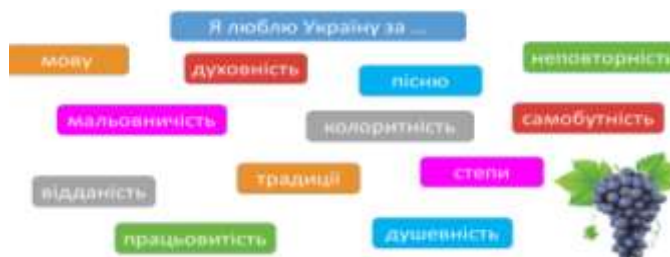 Я люблю Україну за ...
мову
духовність
пісню
неповторність
мальовничість
колоритність
самобутність
відданість
традиції
степи
працьовитість
душевність